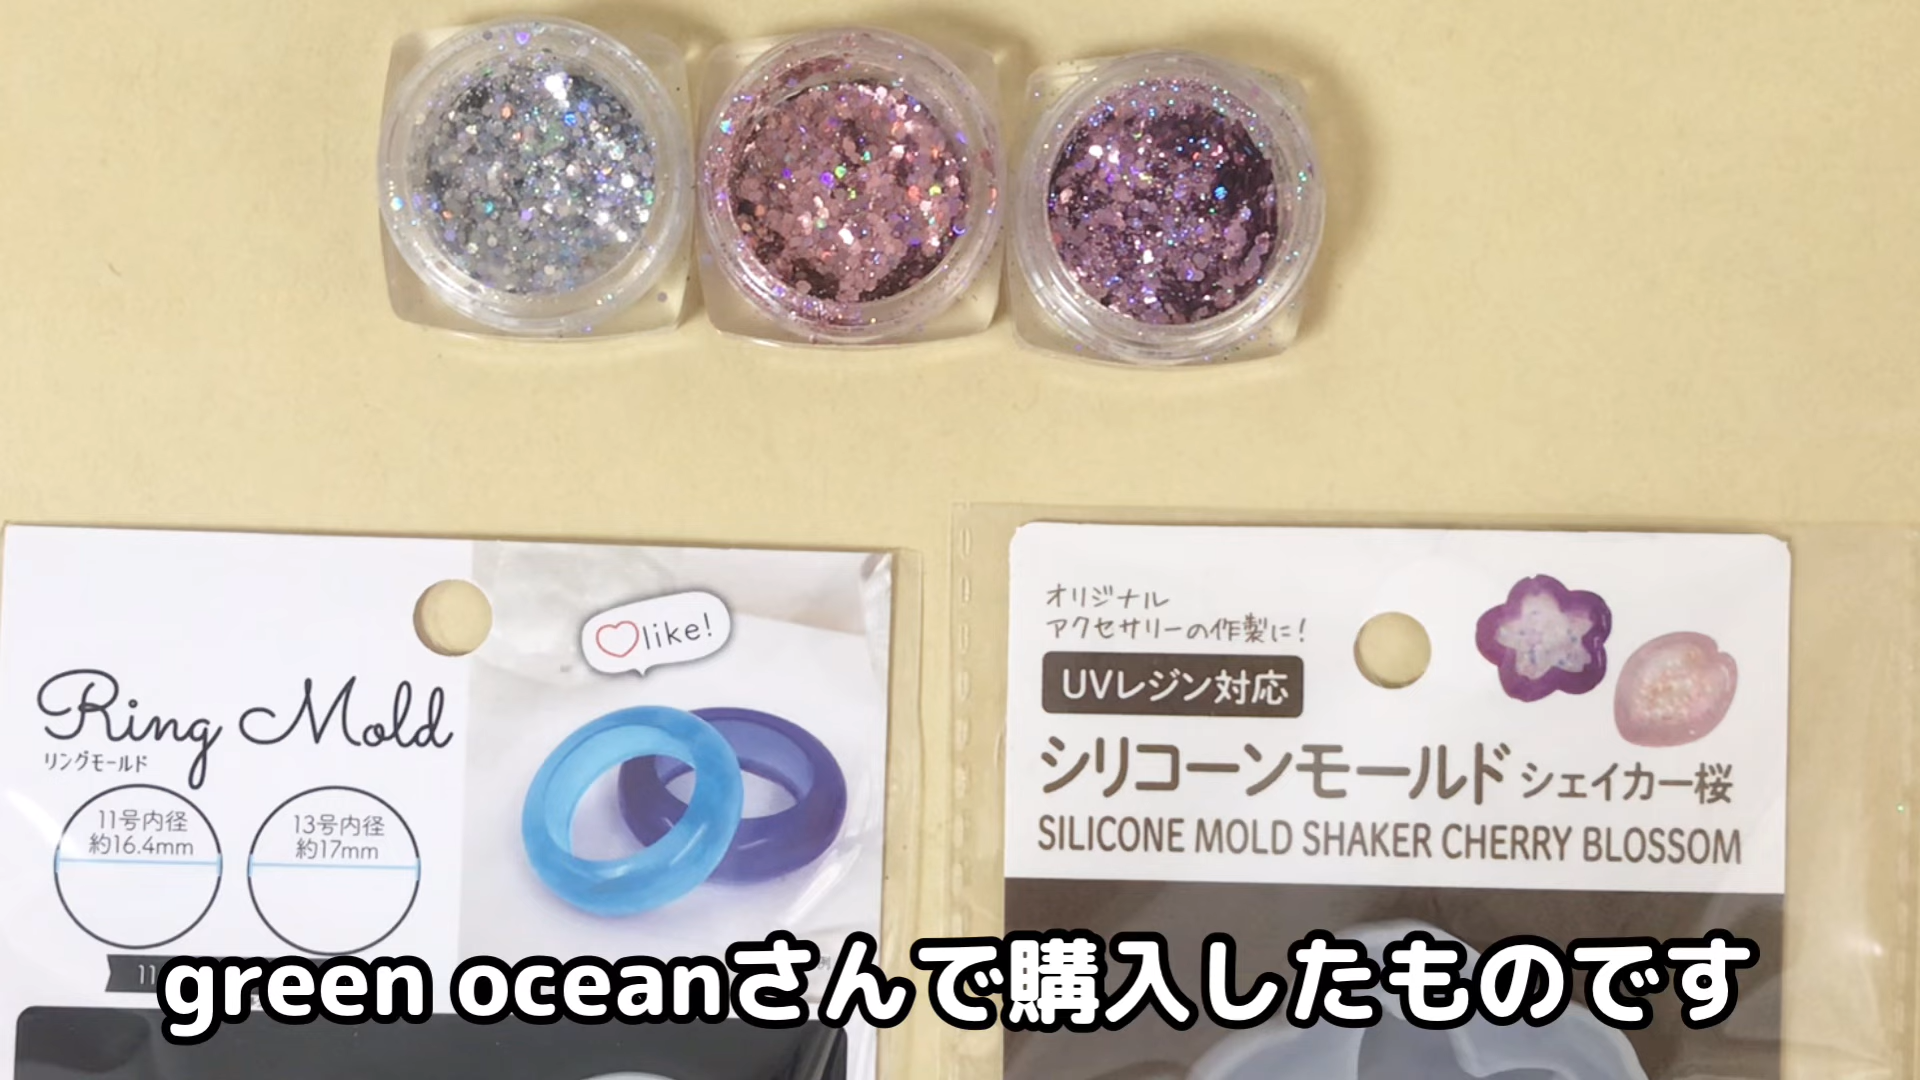 like!
Ring Mold
リングモールド
11号内径
約16.4mm
13号内径
約17mm
11
オリジナル
アクセサリーの作製に!
UVレジン対応
シリコーンモールド シェイカー桜
SILICONE MOLD SHAKER CHERRY BLOSSOM
green oceanさんで購入したものです